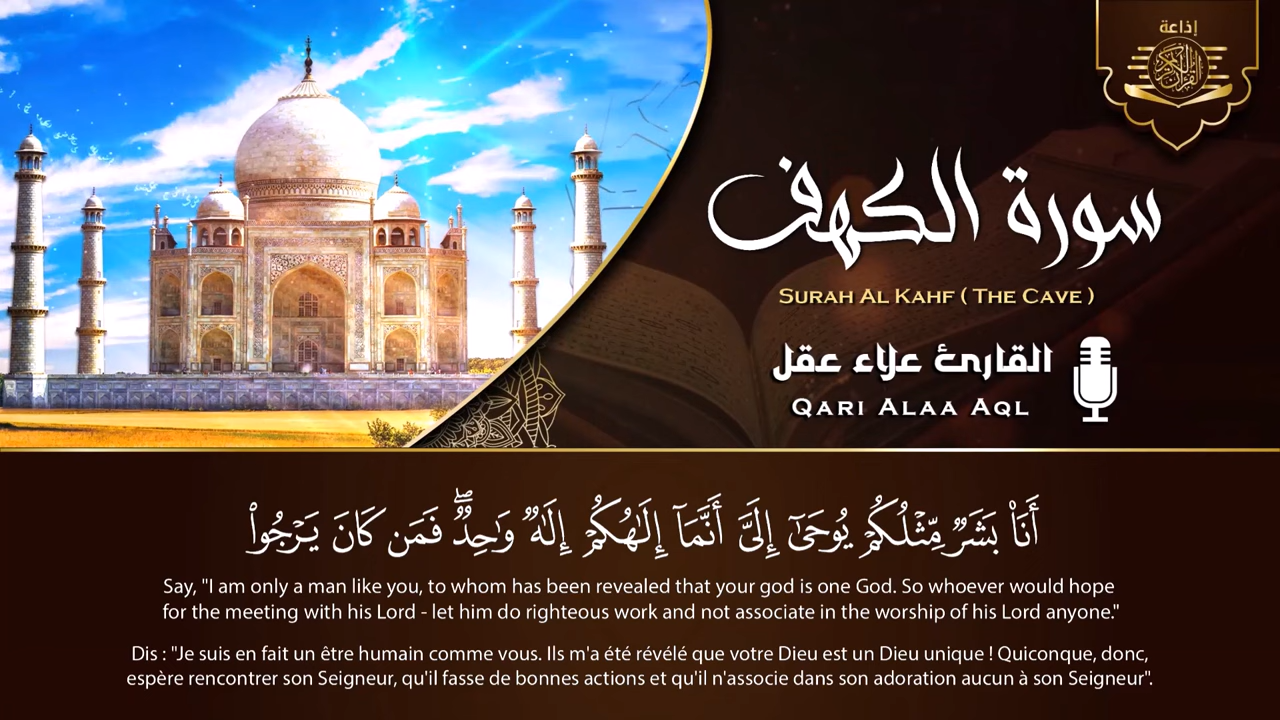 إذاعة
القرآن الكريم
سورة الكهف
SURAH AL KAHF ( THE CAVE )
القارئ علاء عقل
QARI ALAA AQL
أَنَا۠ بَشَرٌ مِّثْلُكُمْ يُوحَىٰٓ إِلَىَّ أَنَّمَآ إِلَـٰهُكُمْ إِلَـٰهٌ وَٰحِدٌ ۖ فَمَن كَانَ يَرْجُوا۟
Say, "I am only a man like you, to whom has been revealed that your god is one God. So whoever would hope
for the meeting with his Lord - let him do righteous work and not associate in the worship of his Lord anyone."
Dis : "Je suis en fait un être humain comme vous. Ils m'a été révélé que votre Dieu est un Dieu unique ! Quiconque, donc,
espère rencontrer son Seigneur, qu'il fasse de bonnes actions et qu'il n'associe dans son adoration aucun à son Seigneur".